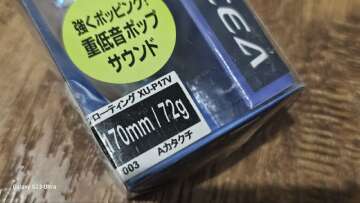 強くポッピング!
重低音ポップ
サウンド
フローティング XU-P17V
170mm | 72g
003 Aカタクチ
Galaxy S23 Ultra